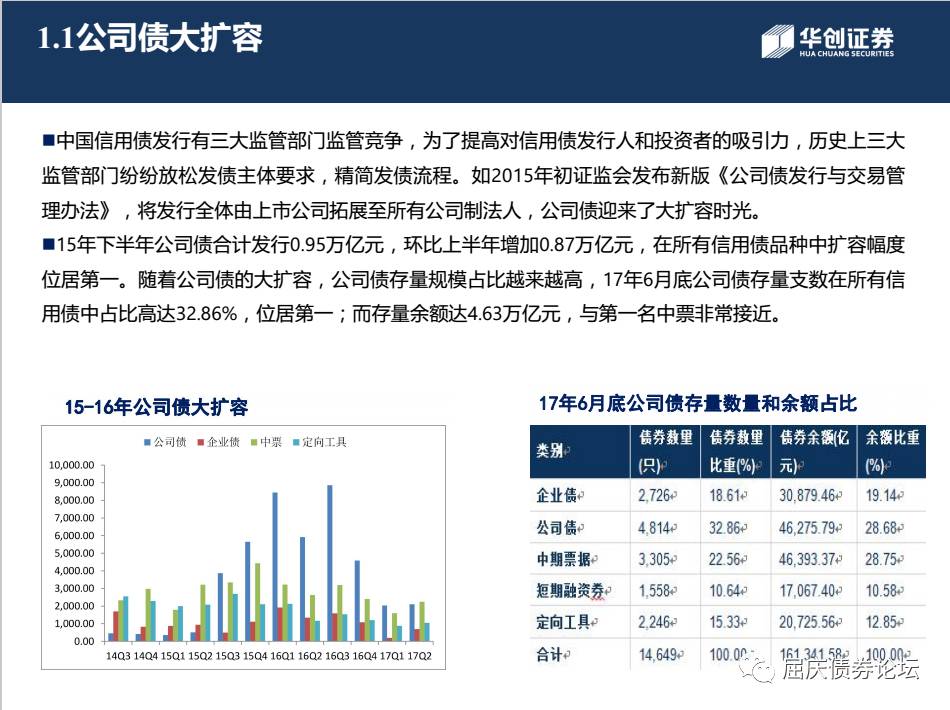 1.1公司债大扩容
华创证券
HUA CHUANG SECURITIES
■中国信用债发行有三大监管部门监管竞争，为了提高对信用债发行人和投资者的吸引力，历史上三大
监管部门纷纷放松发债主体要求，精简发债流程。如2015年初证监会发布新版《公司债发行与交易管
理办法》，将发行全体由上市公司拓展至所有公司制法人，公司债迎来了大扩容时光。
■15年下半年公司债合计发行0.95万亿元，环比上半年增加0.87万亿元，在所有信用债品种中扩容幅度
位居第一。随着公司债的大扩容，公司债存量规模占比越来越高，17年6月底公司债存量支数在所有信
用债中占比高达32.86%，位居第一；而存量余额达4.63万亿元，与第一名中票非常接近。
15-16年公司债大扩容
公司债 企业债 中票 定向工具
10,000.00
9,000.00
8,000.00
7,000.00
6,000.00
5,000.00
4,000.00
3,000.00
2,000.00
1,000.00
0.00
14Q3 14Q4 15Q1 15Q2 15Q3 15Q4 16Q1 16Q2 16Q3 16Q4 17Q1 17Q2
17年6月底公司债存量数量和余额占比
类别 债券数量(只) 债券数量比重(%) 债券余额(亿元) 余额比重(%)
企业债 2,726 18.61 30,879.46 19.14
公司债 4,814 32.86 46,275.79 28.68
中期票据 3,305 22.56 46,393.37 28.75
短期融资券 1,558 10.64 17,067.40 10.58
定向工具 2,246 15.33 20,725.56 12.85
合计 14,649 100.00 161,341.58 100.00
屈庆债券论坛